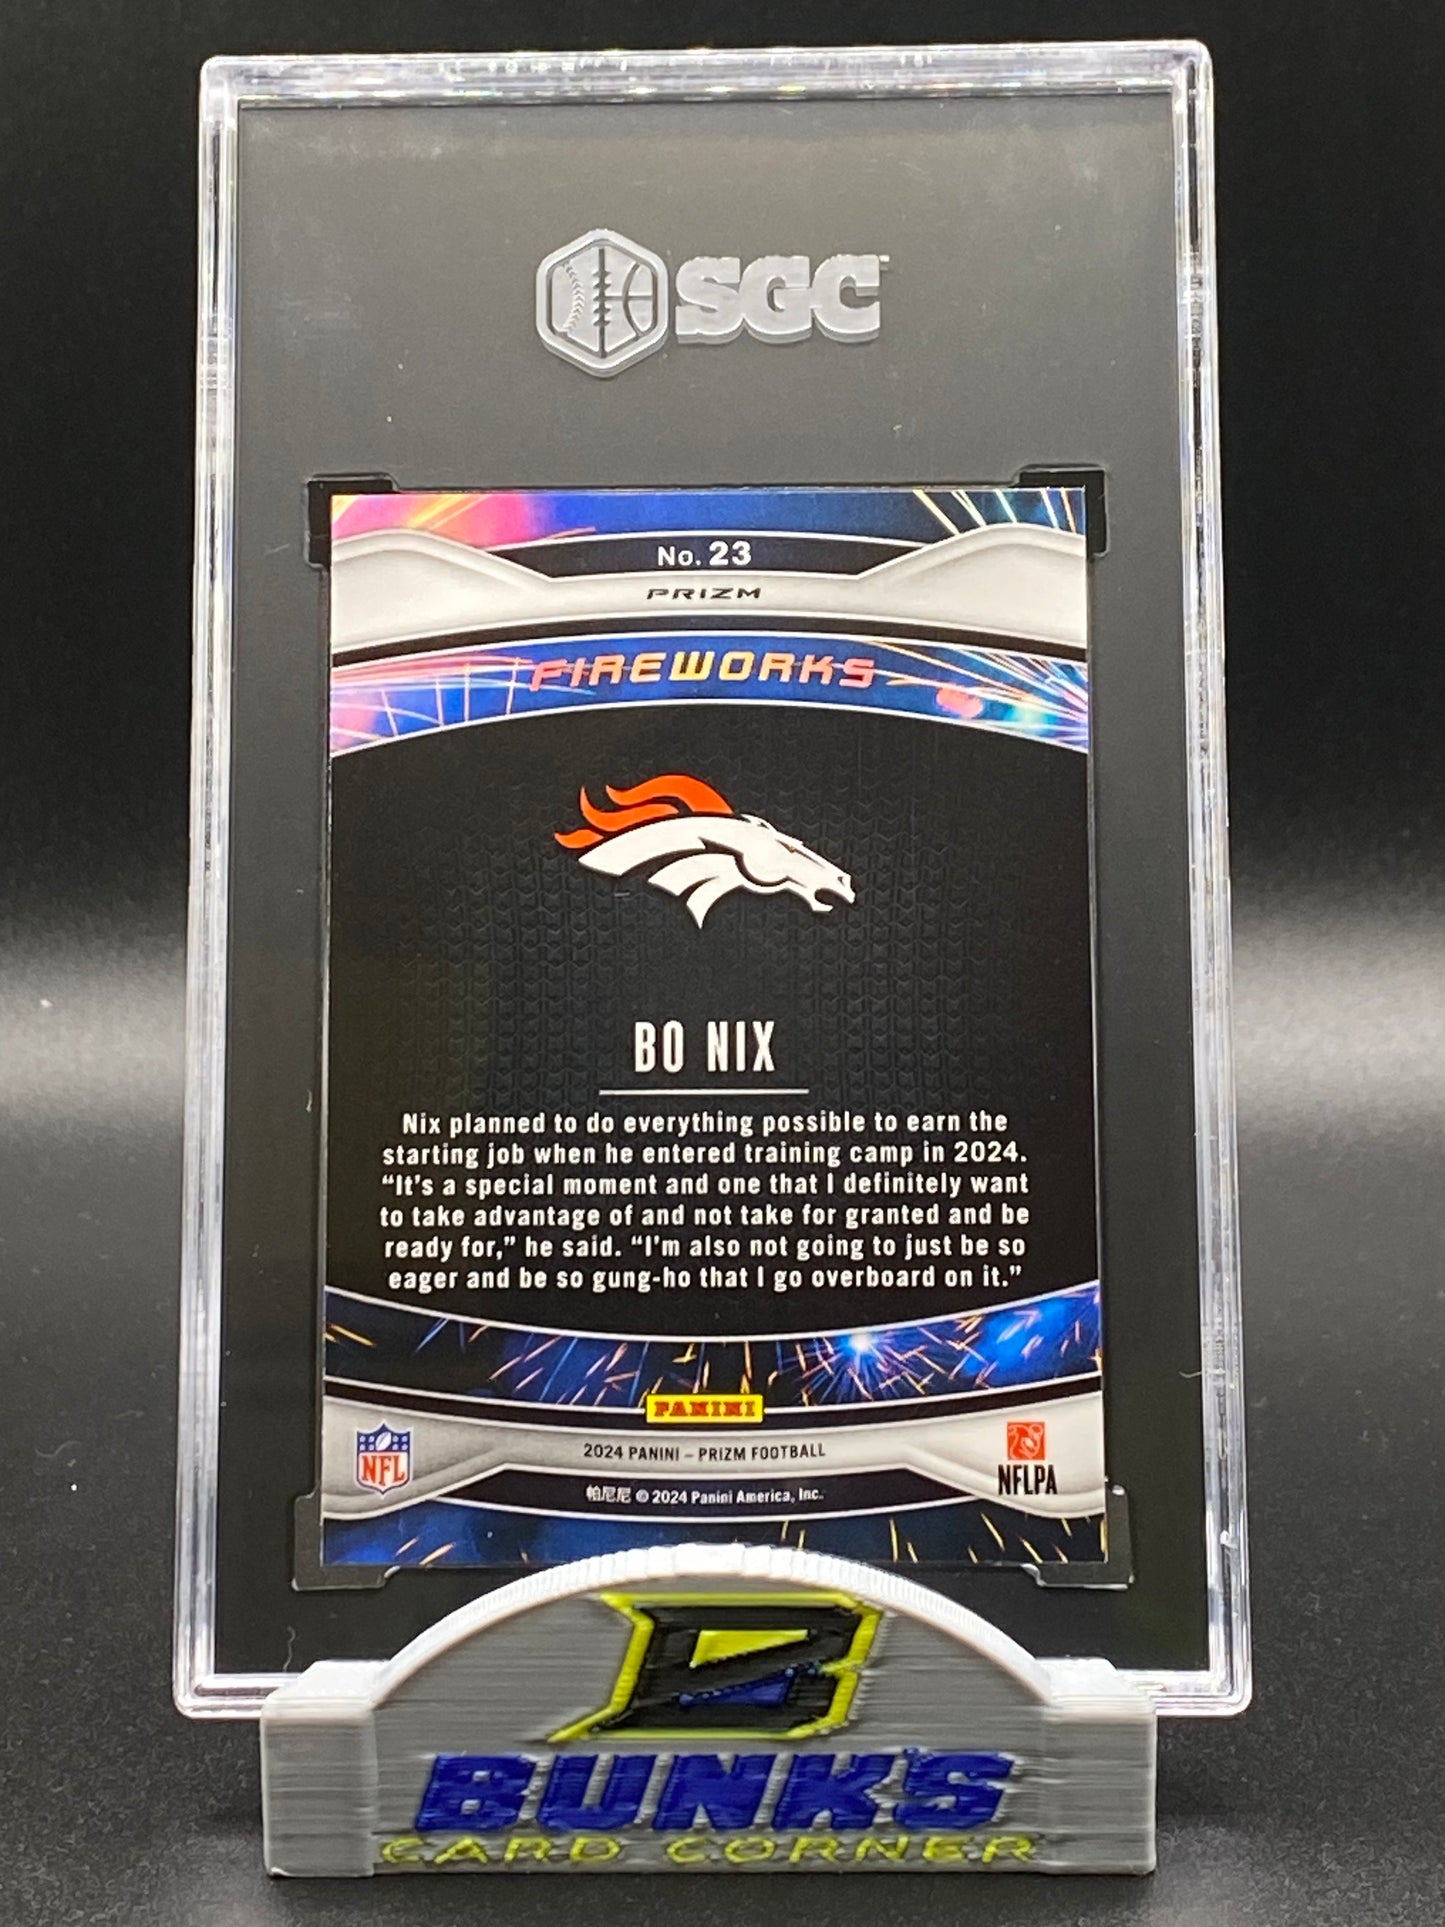 SGC
No. 23
PRIZM
FIREWORKS
BO NIX
Nix planned to do everything possible to earn the
starting job when he entered training camp in 2024.
“It’s a special moment and one that I definitely want
to take advantage of and not take for granted and be
ready for,” he said. “I’m also not going to just be so
eager and be so gung-ho that I go overboard on it.”
PANINI
NFL
2024 PANINI – PRIZM FOOTBALL
NFLPA
帕尼尼 © 2024 Panini America, Inc.
B
BUNK'S
CARD CORNER